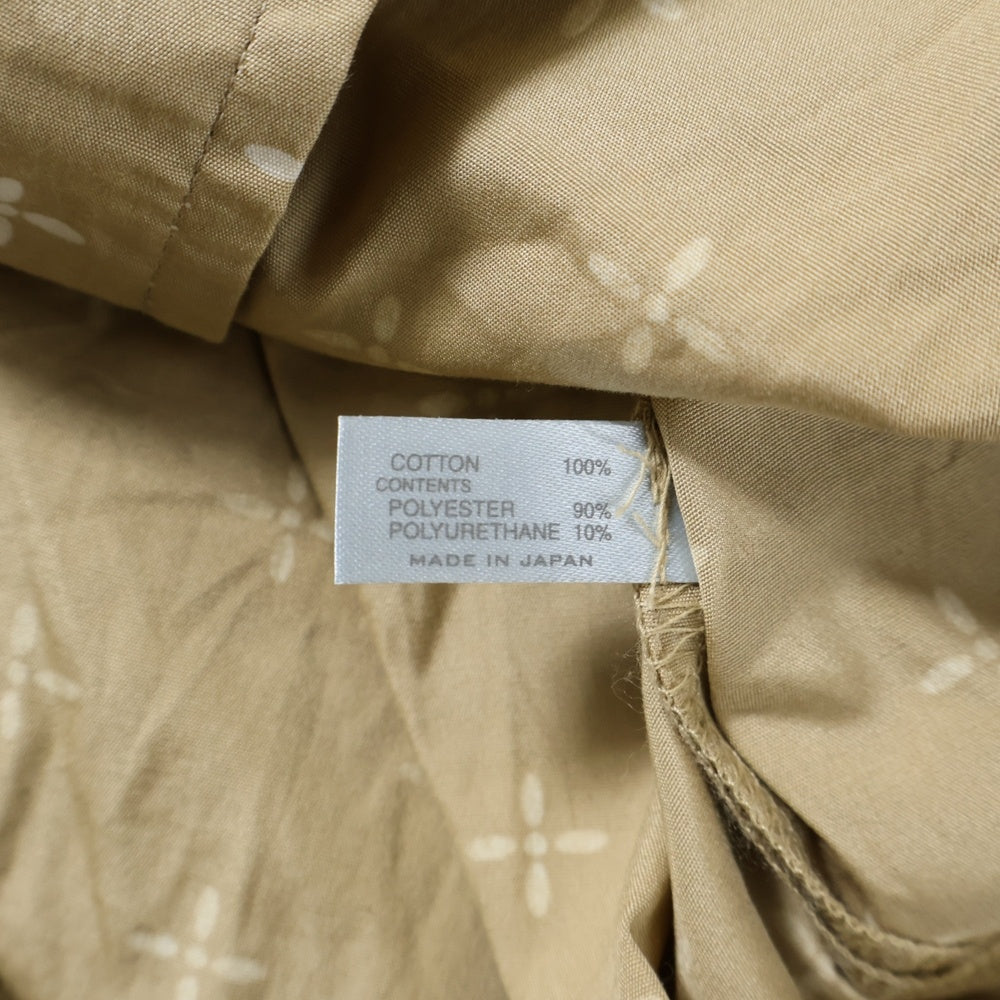 COTTON 100%
CONTENTS
POLYESTER 90%
POLYURETHANE 10%
MADE IN JAPAN